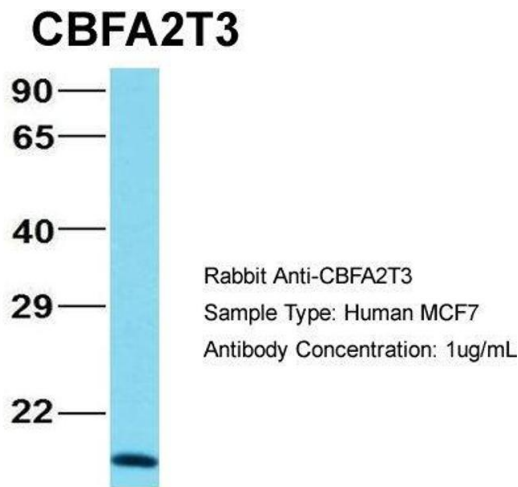 CBFA2T3
90
65
40
29
22
Rabbit Anti-CBFA2T3
Sample Type: Human MCF7
Antibody Concentration: 1ug/mL